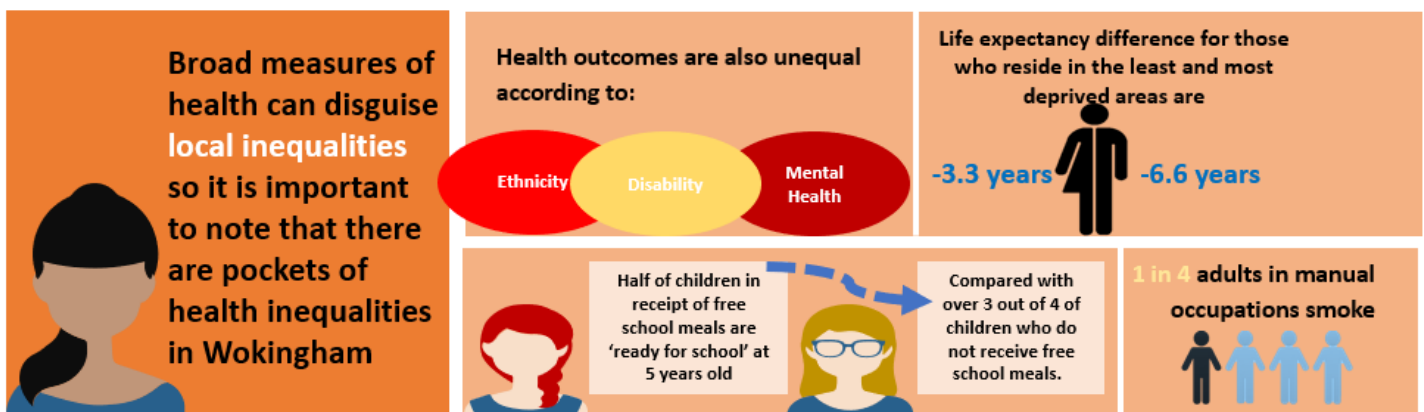 Broad measures of
health can disguise
local inequalities
so it is important
to note that there
are pockets of
health inequalities
in Wokingham
Health outcomes are also unequal
according to:
Ethnicity
Disability
Mental
Health
Life expectancy difference for those
who reside in the least and most
deprived areas are
-3.3 years
-6.6 years
Half of children in
receipt of free
school meals are
‘ready for school’ at
5 years old
Compared with
over 3 out of 4 of
children who do
not receive free
school meals.
1 in 4 adults in manual
occupations smoke